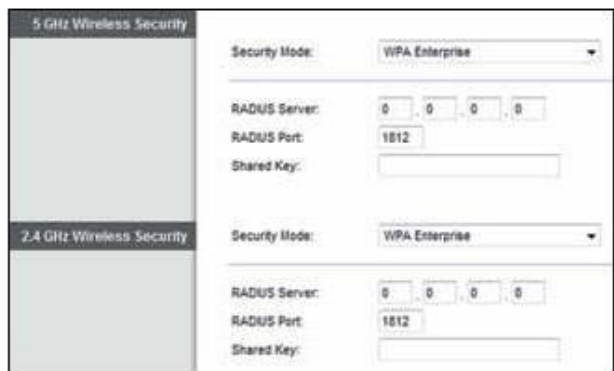 5 GHz Wireless Security
Security Mode: WPA Enterprise
RADIUS Server: 0 . 0 . 0 . 0
RADIUS Port: 1812
Shared Key:
2.4 GHz Wireless Security
Security Mode: WPA Enterprise
RADIUS Server: 0 . 0 . 0 . 0
RADIUS Port: 1812
Shared Key: